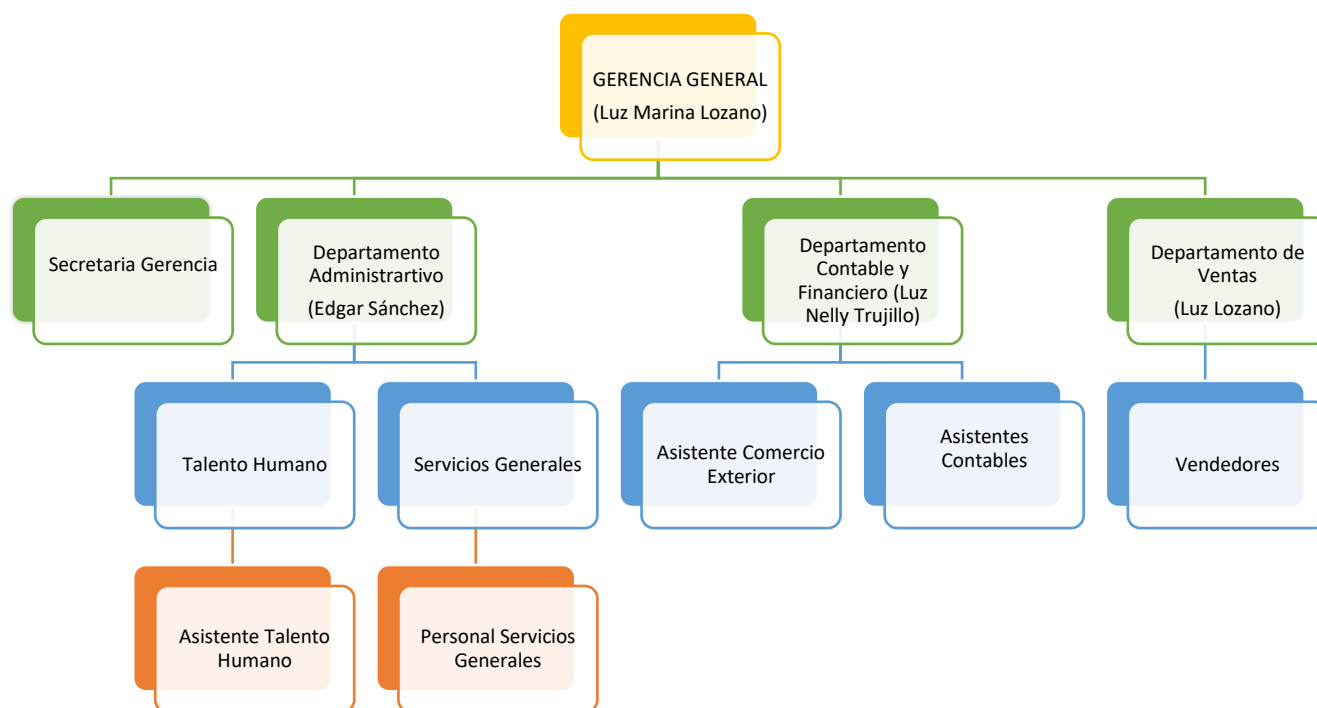 GERENCIA GENERAL
(Luz Marina Lozano)
Secretaria Gerencia
Departamento
Administrartivo
(Edgar Sánchez)
Departamento
Contable y
Financiero (Luz
Nelly Trujillo)
Departamento de
Ventas
(Luz Lozano)
Talento Humano
Servicios Generales
Asistente Comercio
Exterior
Asistentes
Contables
Vendedores
Asistente Talento
Humano
Personal Servicios
Generales